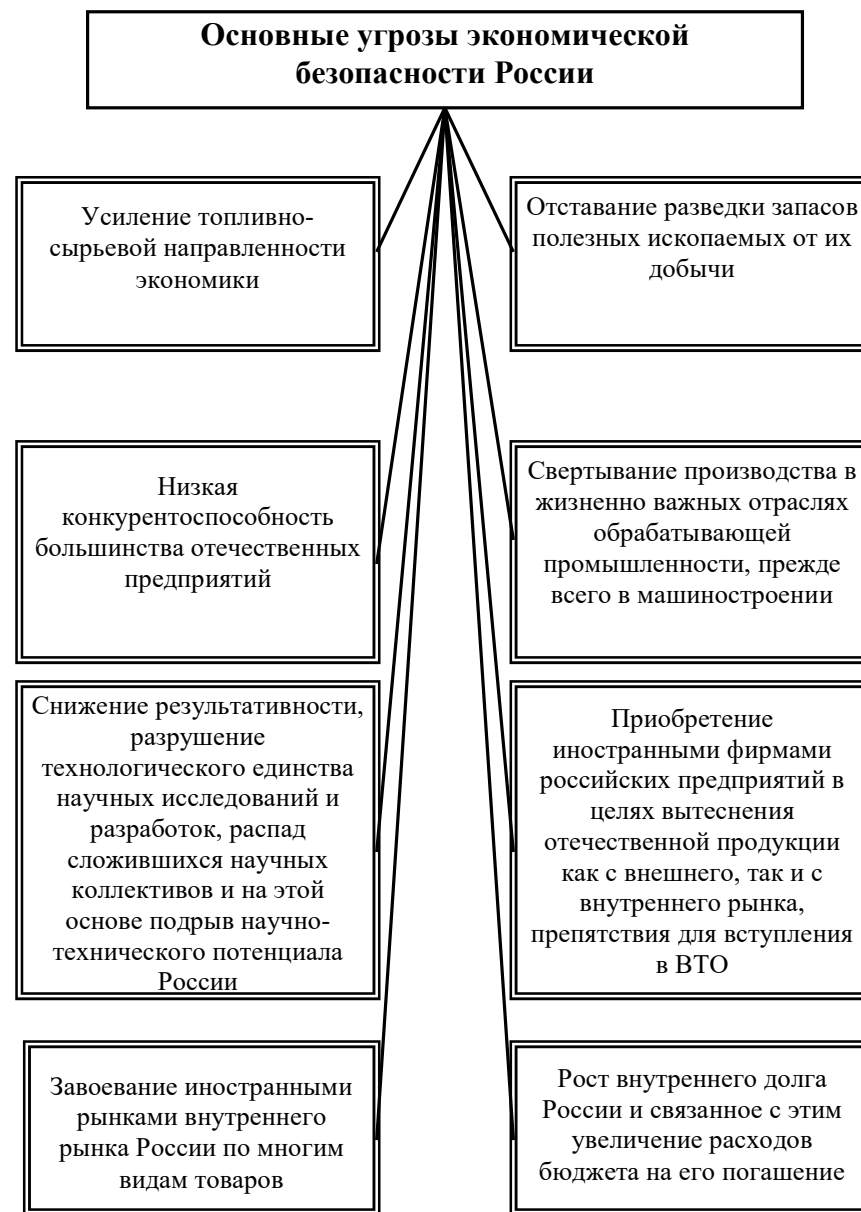 Основные угрозы экономической
безопасности России
Усиление топливно-
сырьевой направленности
экономики
Отставание разведки запасов
полезных ископаемых от их
добычи
Низкая
конкурентоспособность
большинства отечественных
предприятий
Свертывание производства в
жизненно важных отраслях
обрабатывающей
промышленности, прежде
всего в машиностроении
Снижение результативности,
разрушение
технологического единства
научных исследований и
разработок, распад
сложившихся научных
коллективов и на этой
основе подрыв научно-
технического потенциала
России
Приобретение
иностранными фирмами
российских предприятий в
целях вытеснения
отечественной продукции
как с внешнего, так и с
внутреннего рынка,
препятствия для вступления
в ВТО
Завоевание иностранными
рынками внутреннего
рынка России по многим
видам товаров
Рост внутреннего долга
России и связанное с этим
увеличение расходов
бюджета на его погашение